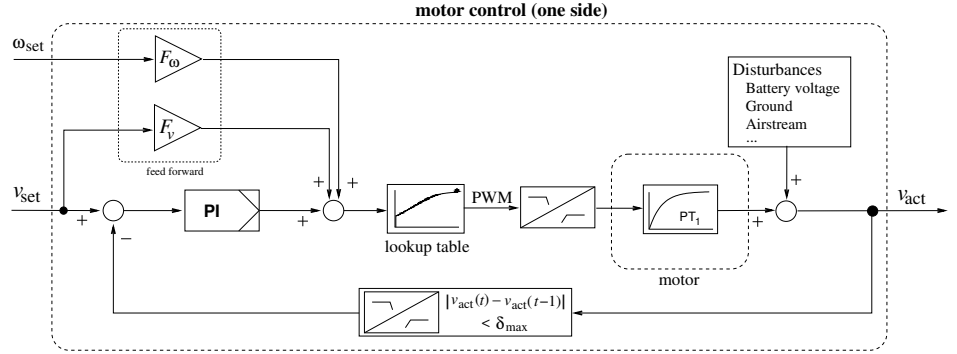 motor control (one side)
ω_set
F_ω
F_v
feed forward
Disturbances
Battery voltage
Ground
Airstream
...
v_set
+
−
PI
+
+
+
lookup table
PWM
PT_1
motor
+
+
v_act
|v_act(t) − v_act(t−1)|
< δ_max